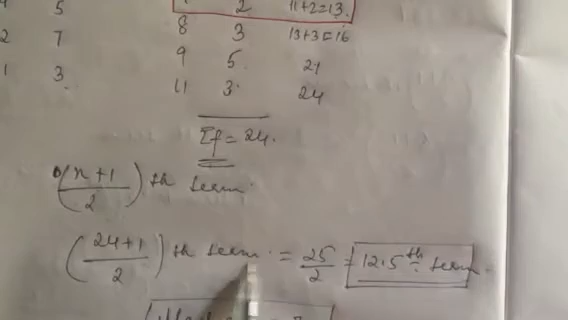 5
2 11+2=13.
2 7 8 3 13+3=16
1 3. 9 5. 21
11 3. 24
Σf = 24.
(n+1 / 2) th term.
(24+1 / 2) th term. = 25 / 2 = 12.5th term.